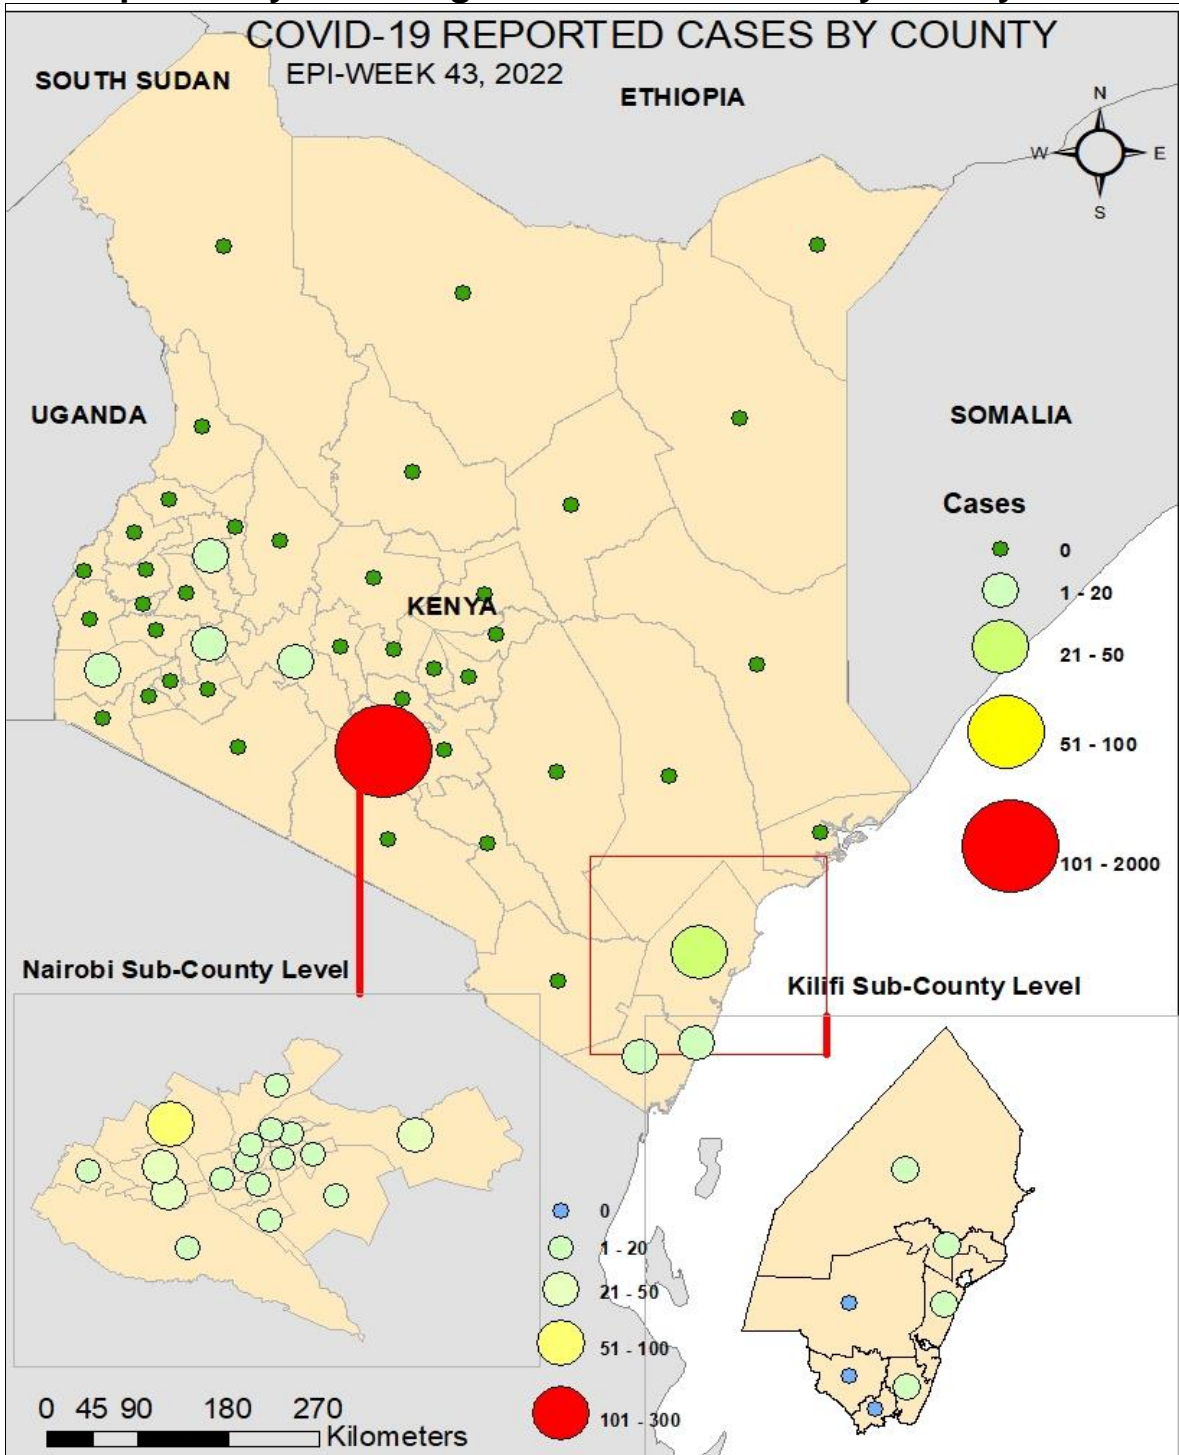 COVID-19 REPORTED CASES BY COUNTY
EPI-WEEK 43, 2022
SOUTH SUDAN
ETHIOPIA
N
W E
S
UGANDA
SOMALIA
Cases
0
1 - 20
KENYA
21 - 50
51 - 100
101 - 2000
Nairobi Sub-County Level
Kilifi Sub-County Level
0
1 - 20
21 - 50
51 - 100
101 - 300
0 45 90 180 270
Kilometers